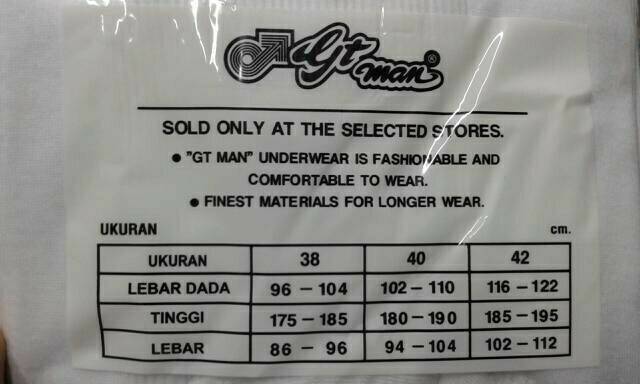 Gt man®
SOLD ONLY AT THE SELECTED STORES.
● "GT MAN" UNDERWEAR IS FASHIONABLE AND
COMFORTABLE TO WEAR.
● FINEST MATERIALS FOR LONGER WEAR.
UKURAN cm.
UKURAN 38 40 42
LEBAR DADA 96 – 104 102 – 110 116 – 122
TINGGI 175 – 185 180 – 190 185 – 195
LEBAR 86 – 96 94 – 104 102 – 112